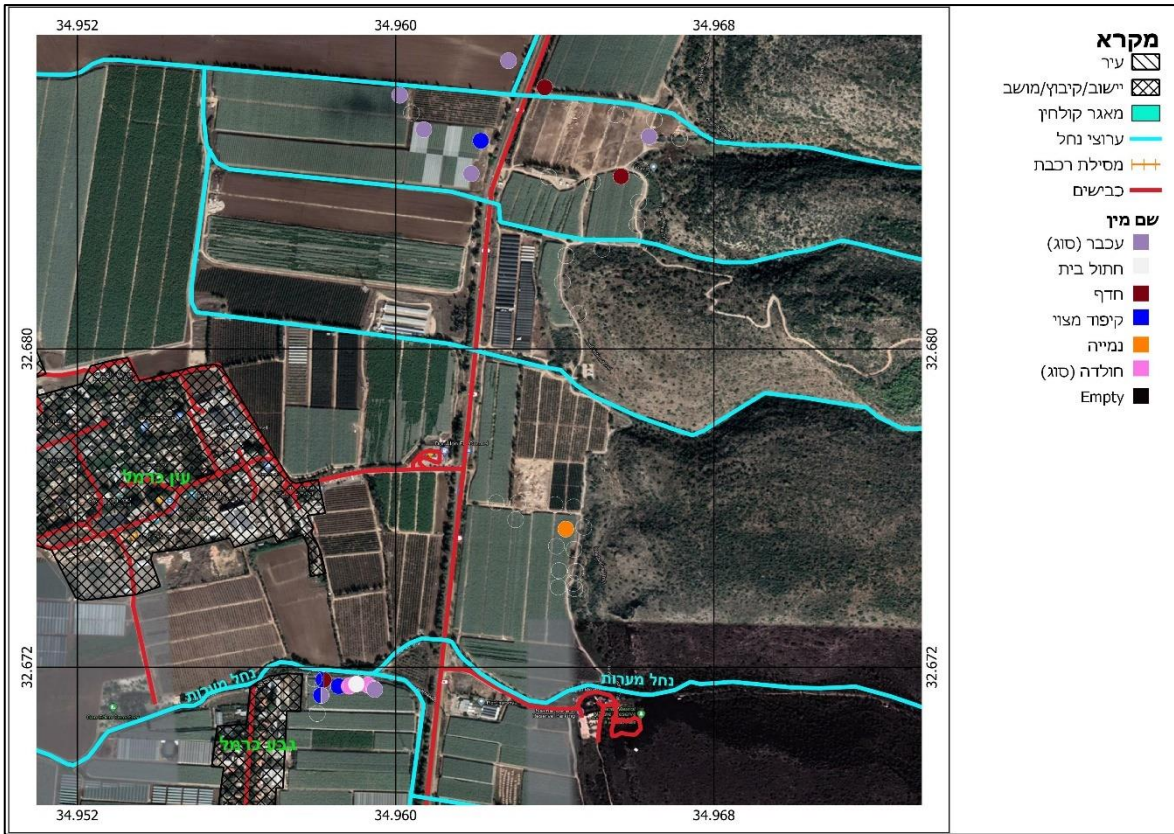 34.952 34.960 34.968
מקרא
עיר
יישוב/קיבוץ/מושב
מאגר קולחין
ערוצי נחל
מסילת רכבת
כבישים
שם מין
עכבר (סוג)
חתול בית
חדף
קיפוד מצוי
נמייה
חולדה (סוג)
Empty
32.680 32.680
עין כרמל
32.672 32.672
נחל מערות נחל מערות
גבע כרמל
34.952 34.960 34.968